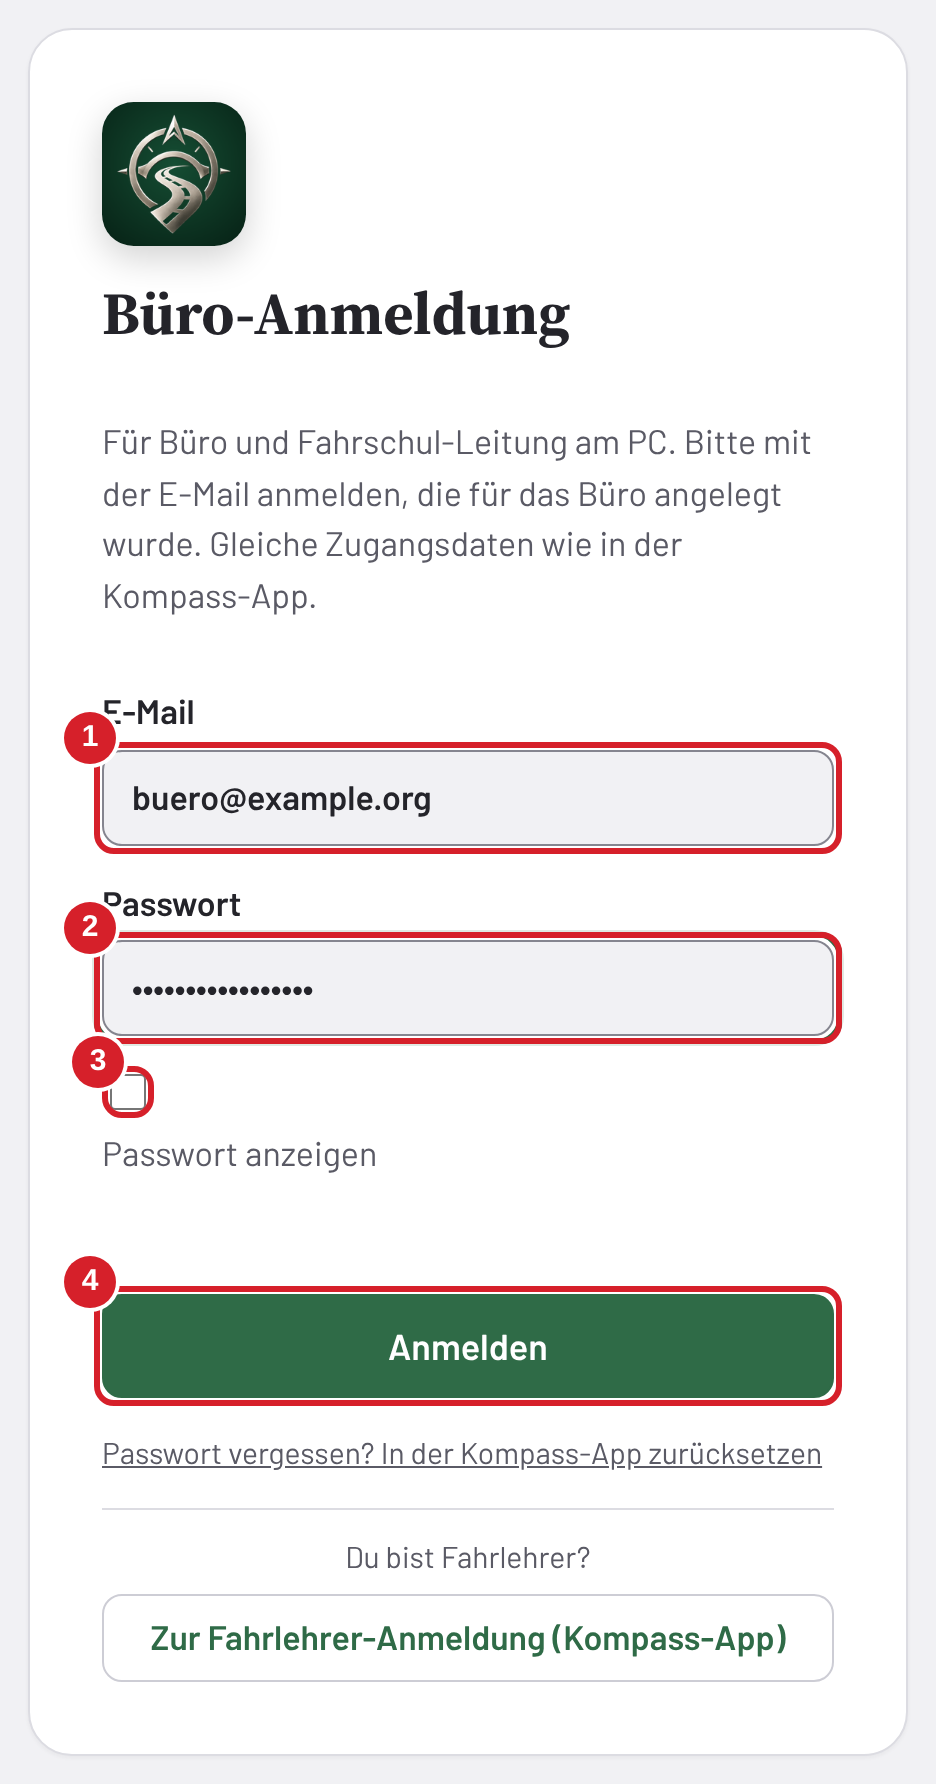 Büro-Anmeldung
Für Büro und Fahrschul-Leitung am PC. Bitte mit
der E-Mail anmelden, die für das Büro angelegt
wurde. Gleiche Zugangsdaten wie in der
Kompass-App.
E-Mail
1
buero@example.org
Passwort
2
•••••••••••••••••
3
Passwort anzeigen
4
Anmelden
Passwort vergessen? In der Kompass-App zurücksetzen
Du bist Fahrlehrer?
Zur Fahrlehrer-Anmeldung (Kompass-App)